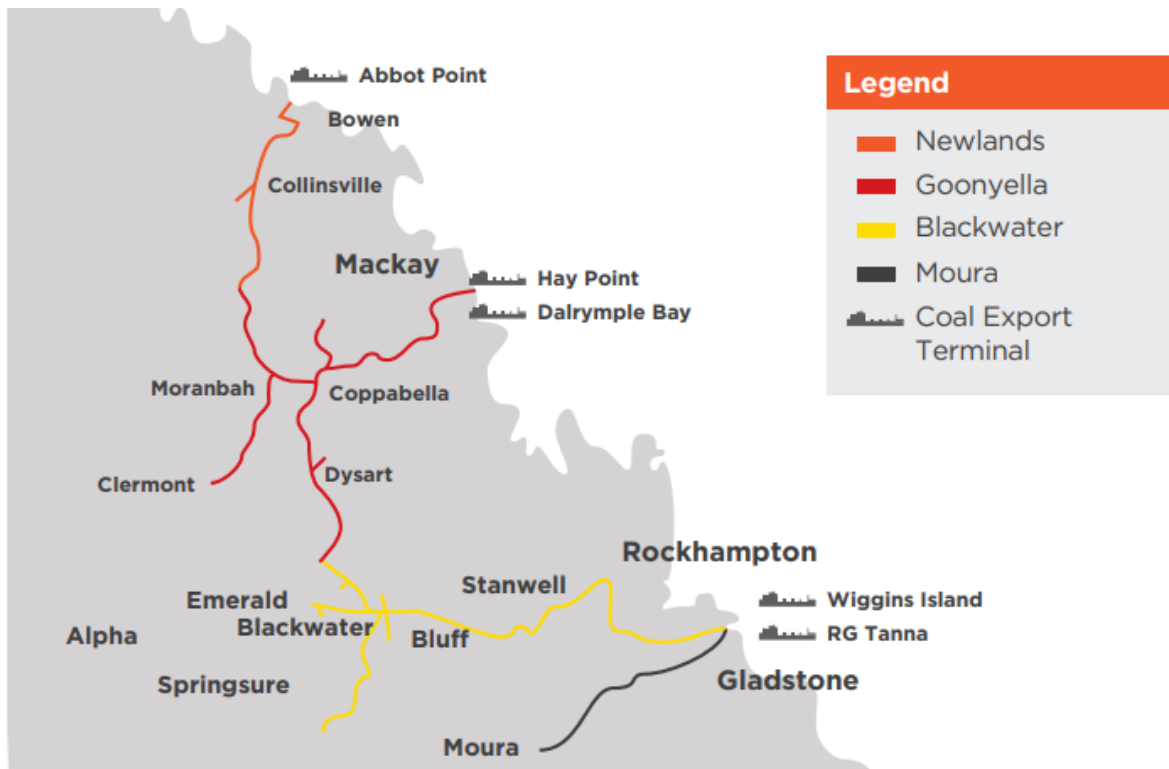 Abbot Point
Bowen
Collinsville
Mackay
Hay Point
Dalrymple Bay
Moranbah
Coppabella
Clermont
Dysart
Rockhampton
Stanwell
Emerald
Wiggins Island
Blackwater
Alpha
Bluff
RG Tanna
Springsure
Gladstone
Moura
Legend
Newlands
Goonyella
Blackwater
Moura
Coal Export
Terminal